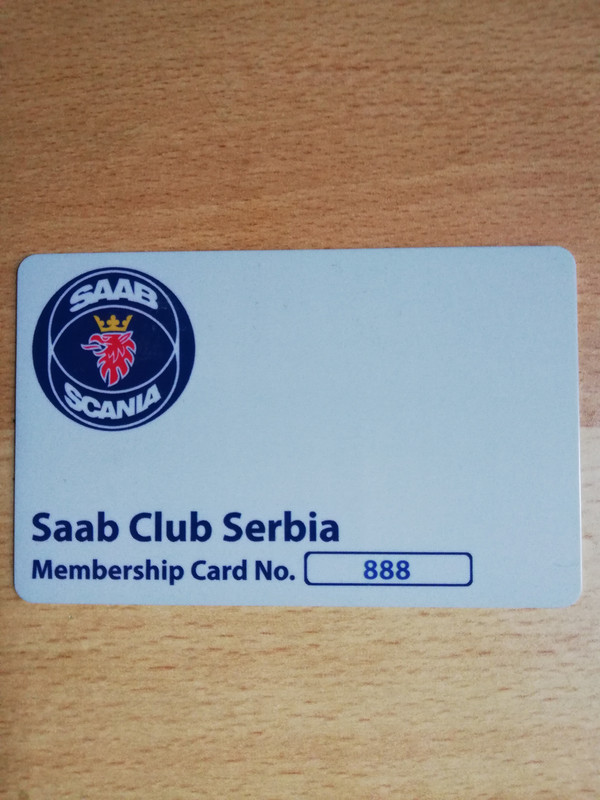 SAAB
SCANIA
Saab Club Serbia
Membership Card No. 888